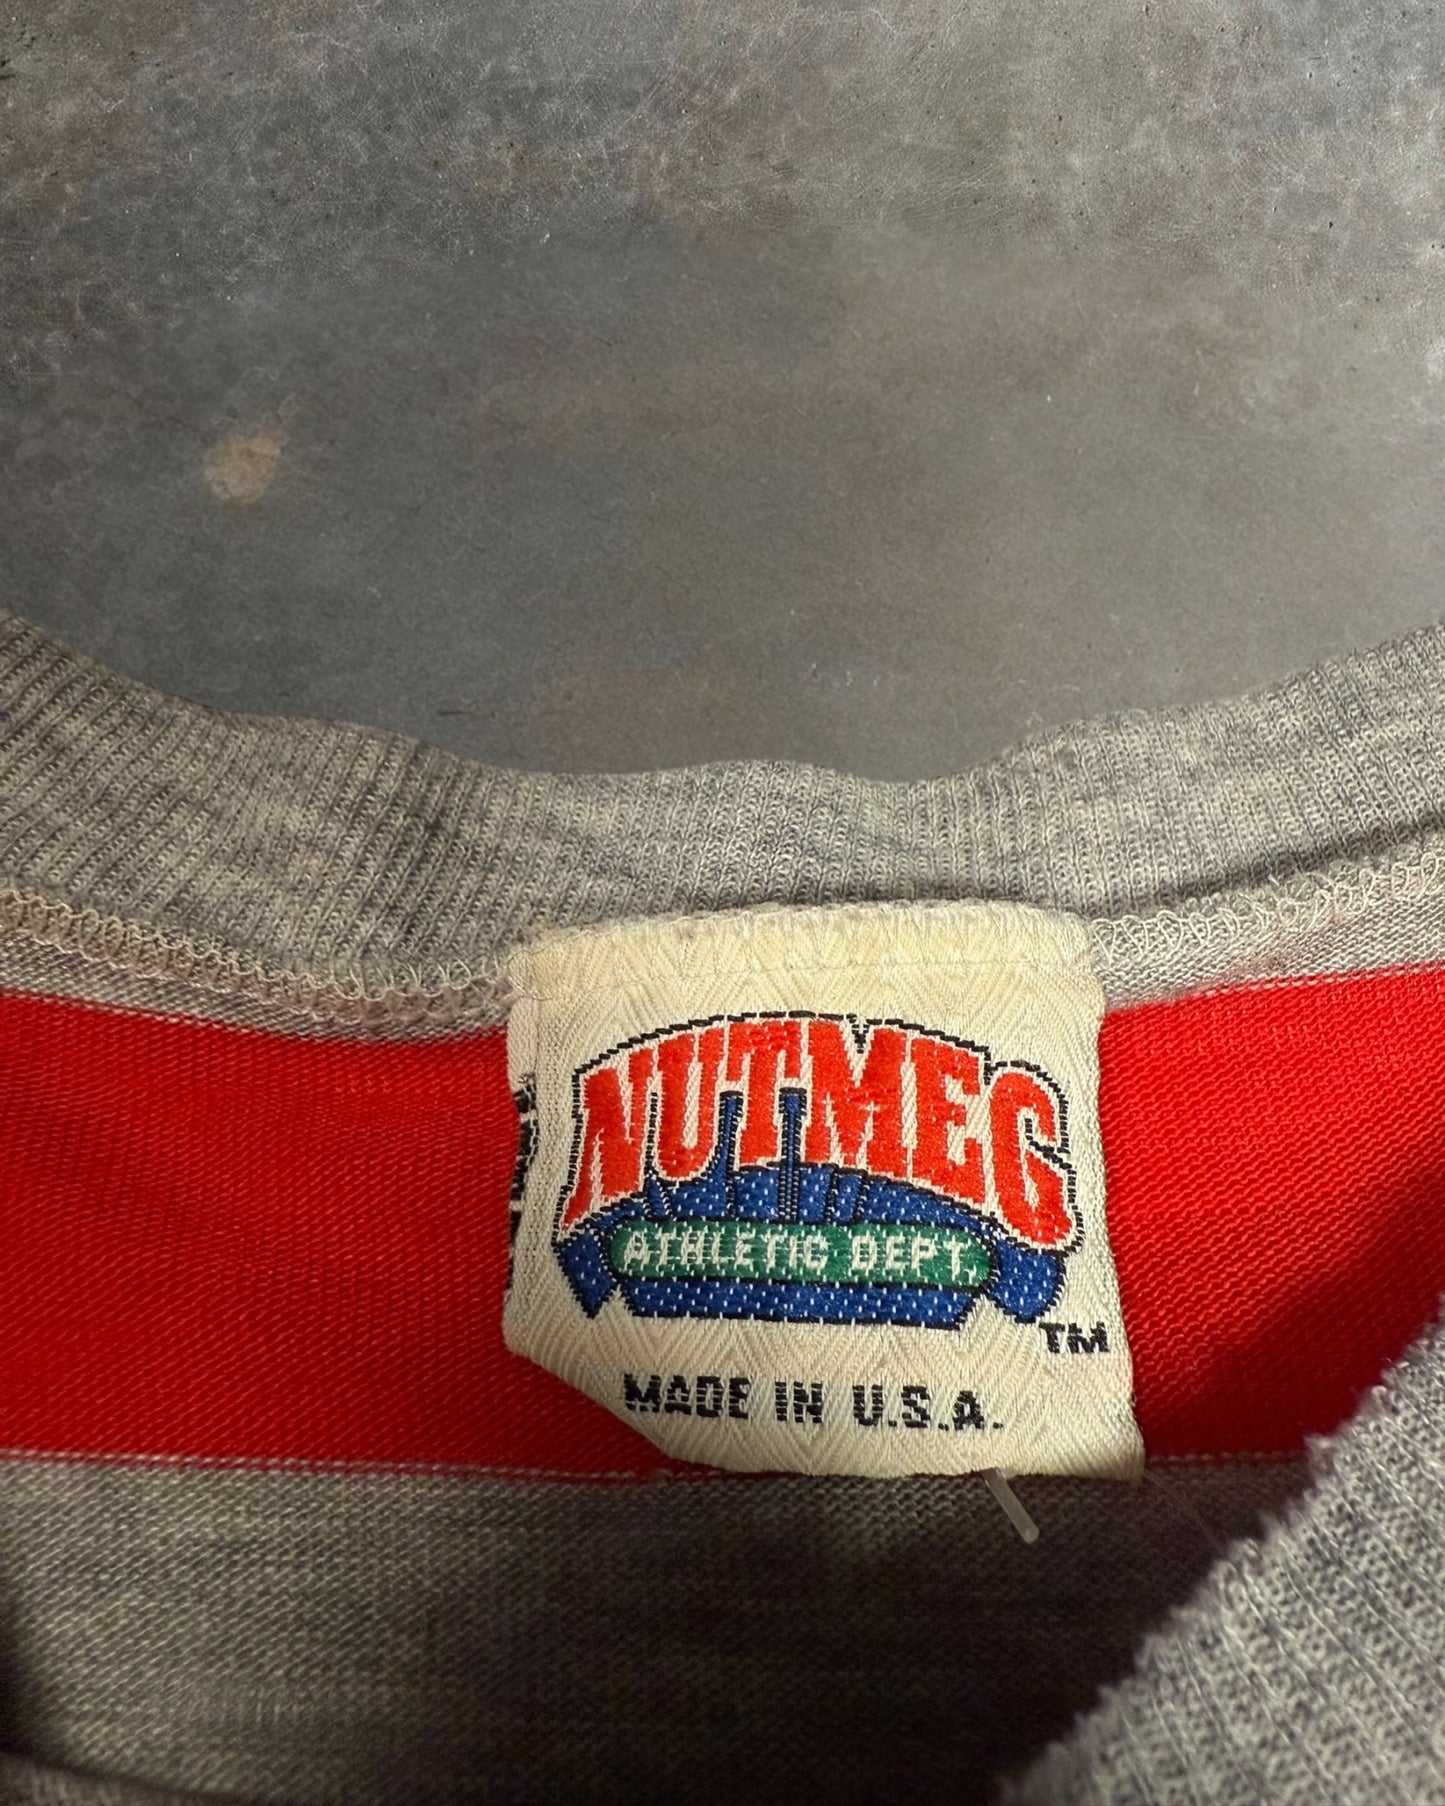 NUTMEG
ATHLETIC DEPT.
TM
MADE IN U.S.A.